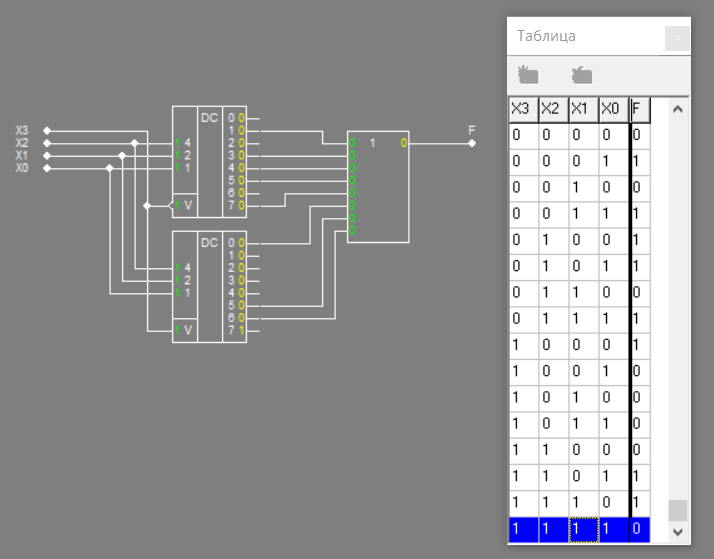 DC 0 0
X3 1 0 F
X2 1 4 2 0 0 1 0
X1 1 2 3 0 0
X0 1 1 4 0 0
5 0 0
6 0 0
1 V 7 0 0
0
0
DC 0 0
1 0
1 4 2 0
1 2 3 0
1 1 4 0
5 0
6 0
1 V 7 1
Таблица
X3 X2 X1 X0 F
0 0 0 0 0
0 0 0 1 1
0 0 1 0 0
0 0 1 1 1
0 1 0 0 1
0 1 0 1 1
0 1 1 0 0
0 1 1 1 1
1 0 0 0 1
1 0 0 1 0
1 0 1 0 0
1 0 1 1 0
1 1 0 0 0
1 1 0 1 1
1 1 1 0 1
1 1 1 1 0